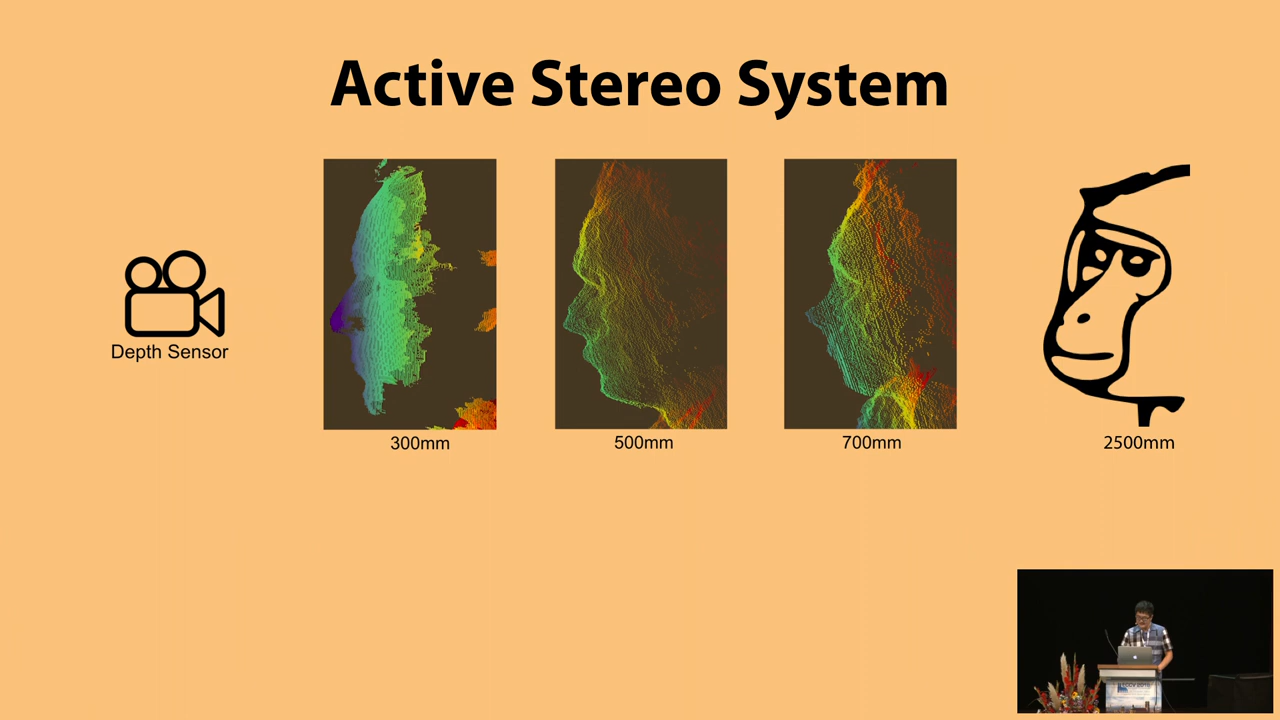 Active Stereo System
Depth Sensor
300mm
500mm
700mm
2500mm